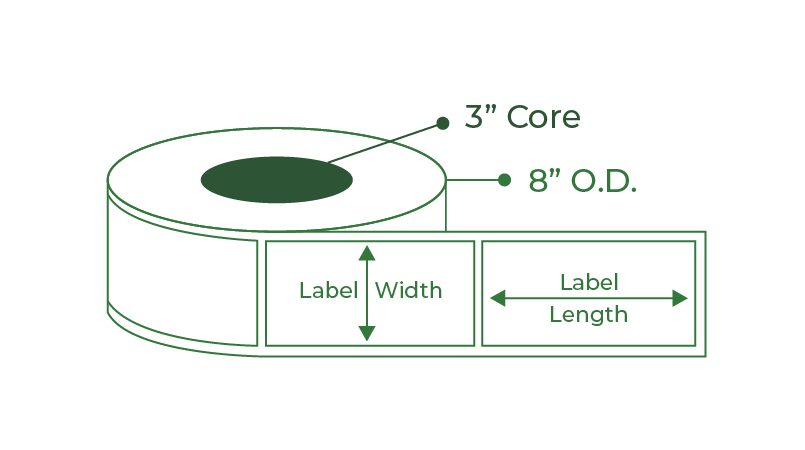 3” Core
8” O.D.
Label Width
Label
Length